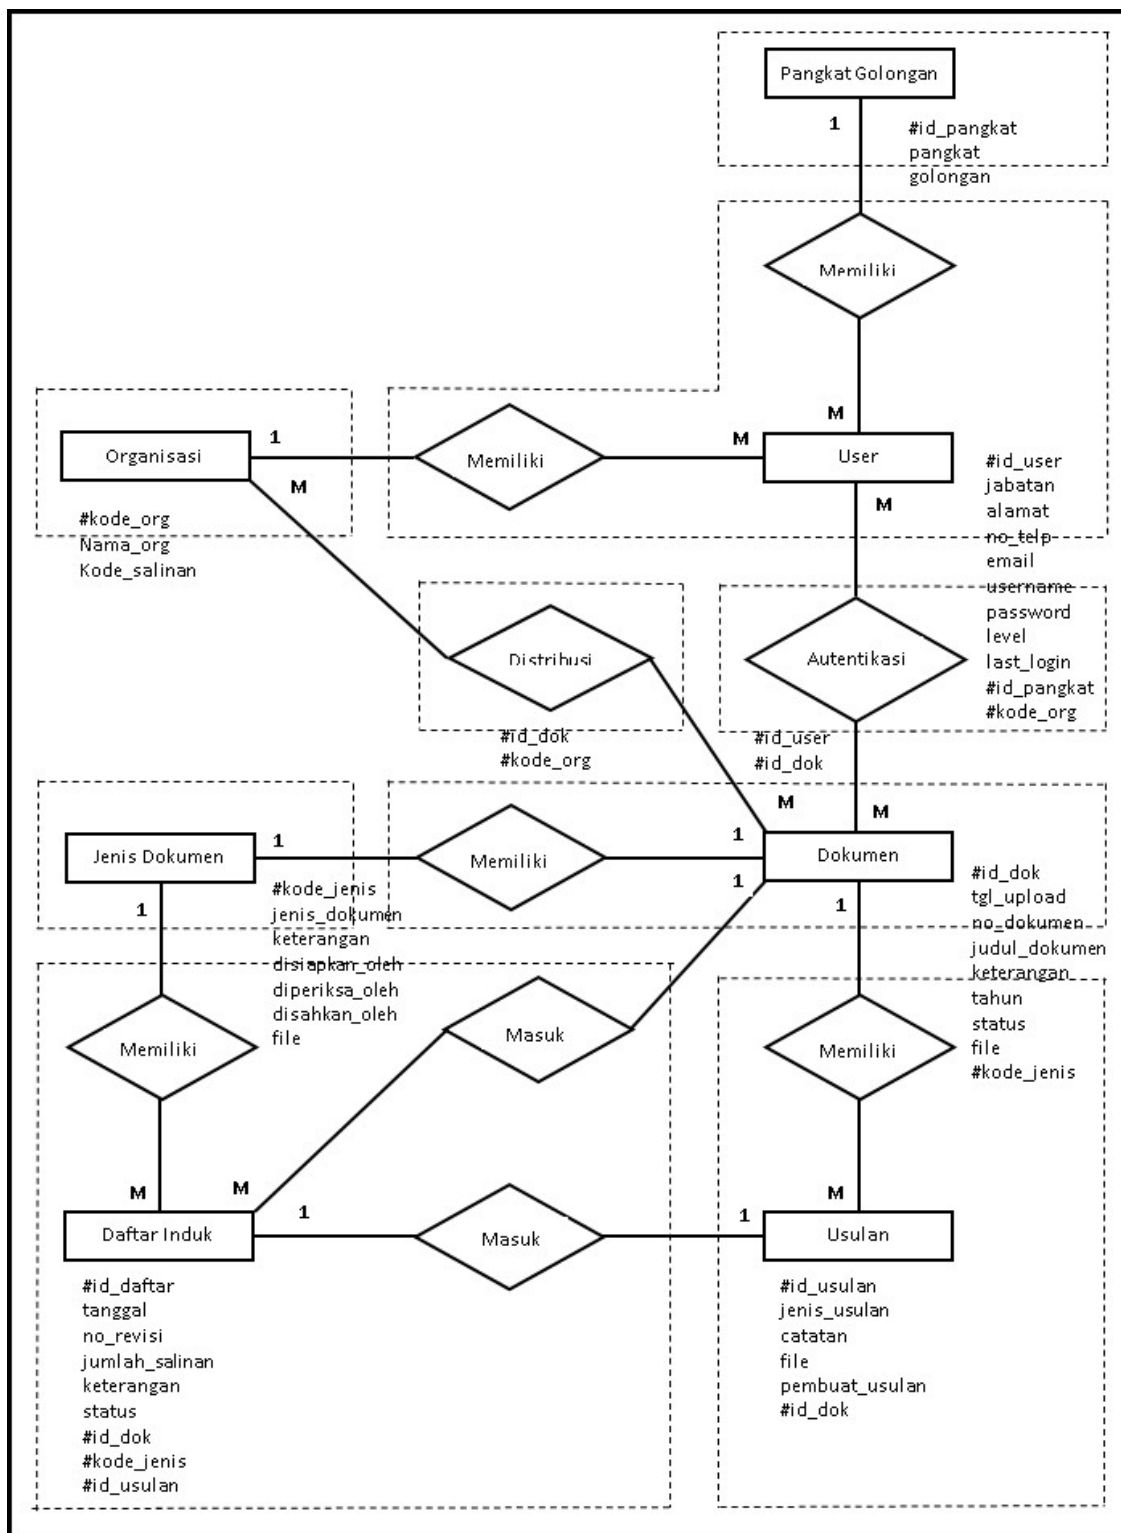 Pangkat Golongan
1
#id_pangkat
pangkat
golongan
Memiliki
M
Organisasi
1
Memiliki
M
User
M
M
#kode_org
Nama_org
Kode_salinan
#id_user
jabatan
alamat
no_telp
email
username
password
level
last_login
#id_pangkat
#kode_org
Distribusi
#id_dok
#kode_org
Autentikasi
#id_user
#id_dok
M
M
Jenis Dokumen
1
Memiliki
1
Dokumen
1
1
1
#kode_jenis
jenis_dokumen
keterangan
disiapkan_oleh
diperiksa_oleh
disahkan_oleh
file
#id_dok
tgl_upload
no_dokumen
judul_dokumen
keterangan
tahun
status
file
#kode_jenis
Memiliki
Masuk
Memiliki
M
M
M
Daftar Induk
1
Masuk
1
Usulan
#id_daftar
tanggal
no_revisi
jumlah_salinan
keterangan
status
#id_dok
#kode_jenis
#id_usulan
#id_usulan
jenis_usulan
catatan
file
pembuat_usulan
#id_dok